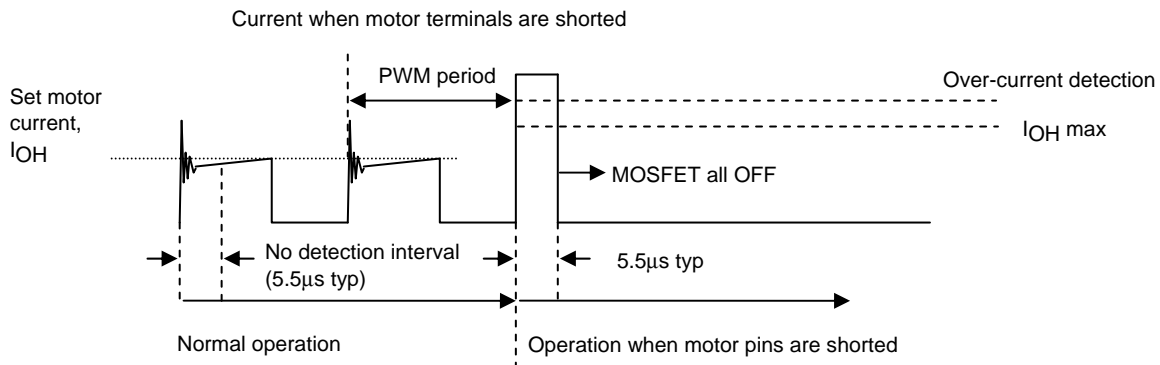 Current when motor terminals are shorted
PWM period
Over-current detection
Set motor
current,
IOH
IOH max
MOSFET all OFF
No detection interval
(5.5μs typ)
5.5μs typ
Normal operation
Operation when motor pins are shorted